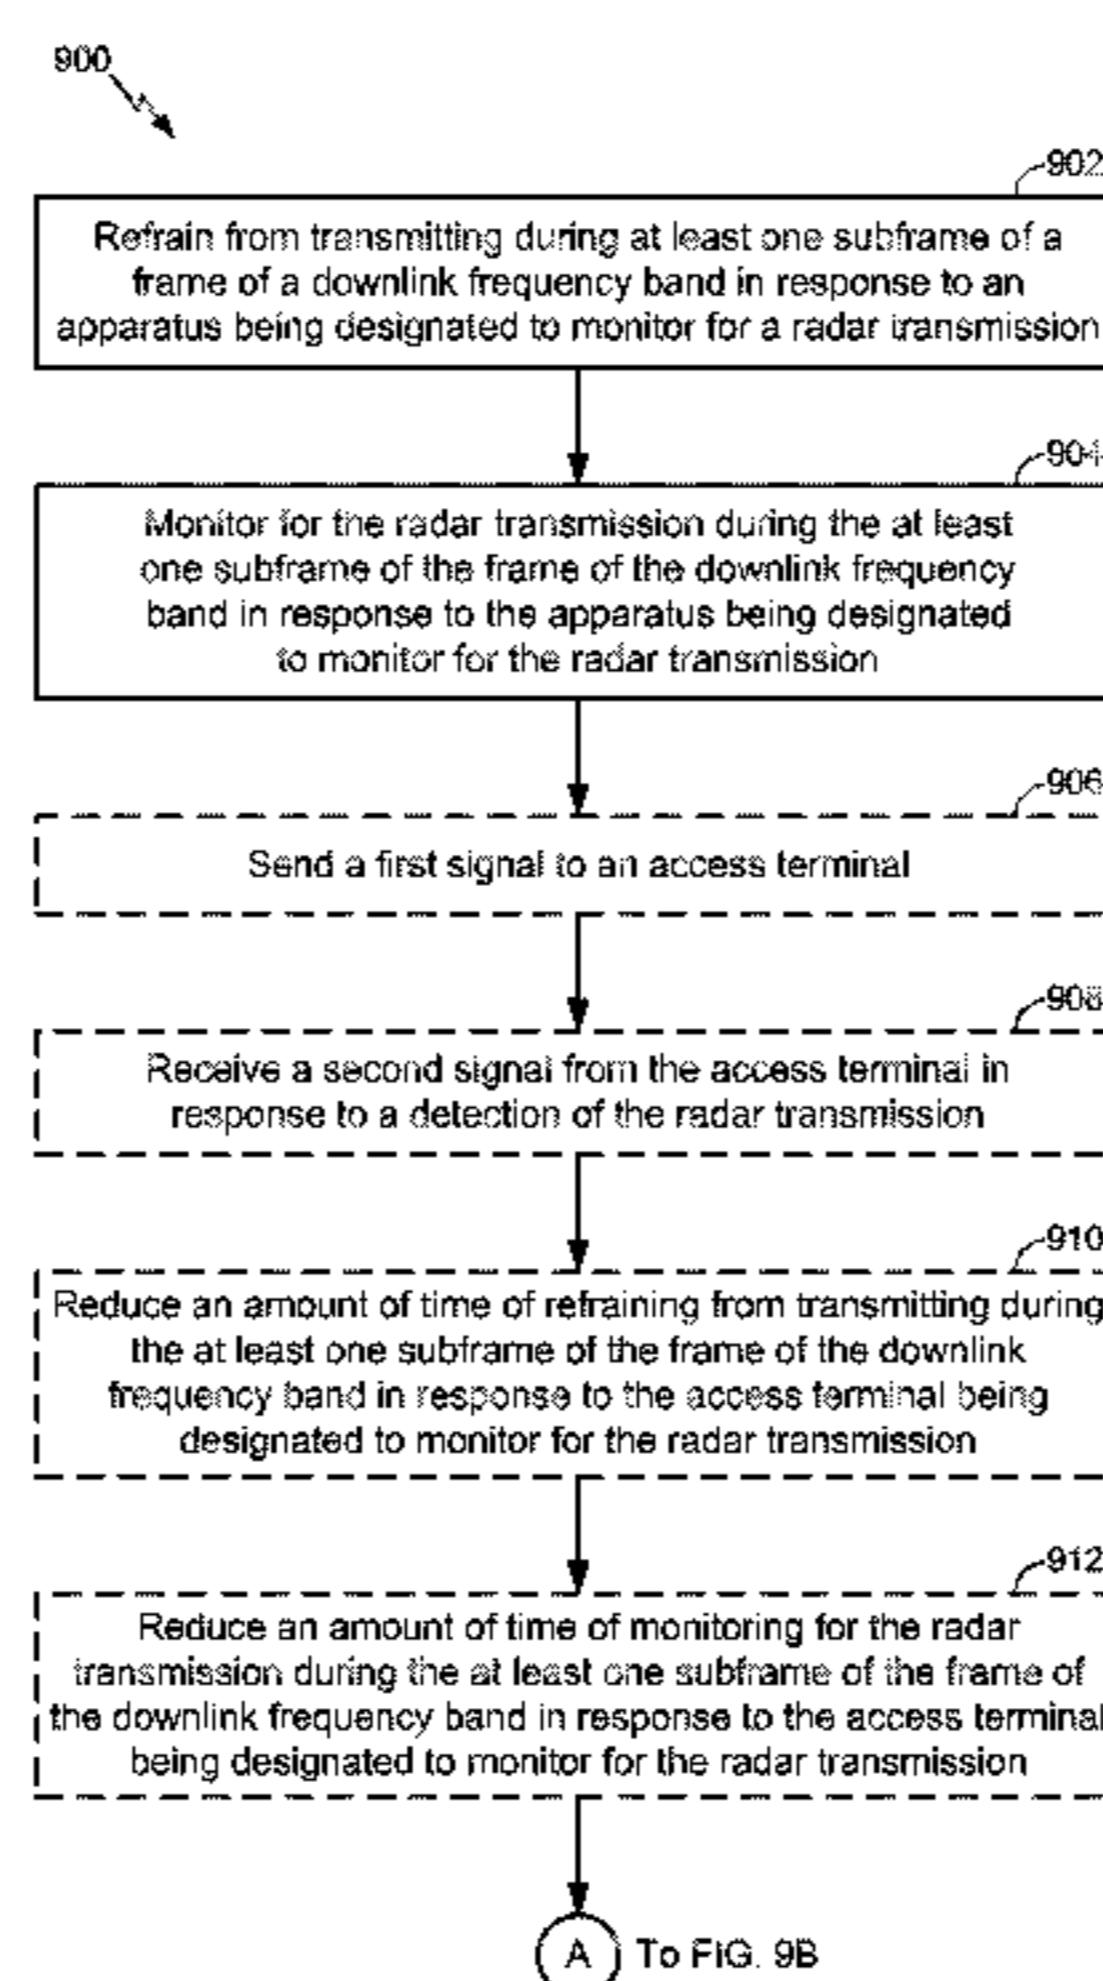 900
902
Refrain from transmitting during at least one subframe of a
frame of a downlink frequency band in response to an
apparatus being designated to monitor for a radar transmission
904
Monitor for the radar transmission during the at least
one subframe of the frame of the downlink frequency
band in response to the apparatus being designated
to monitor for the radar transmission
906
Send a first signal to an access terminal
908
Receive a second signal from the access terminal in
response to a detection of the radar transmission
910
Reduce an amount of time of refraining from transmitting during
the at least one subframe of the frame of the downlink
frequency band in response to the access terminal being
designated to monitor for the radar transmission
912
Reduce an amount of time of monitoring for the radar
transmission during the at least one subframe of the frame of
the downlink frequency band in response to the access terminal
being designated to monitor for the radar transmission
A To FIG. 9B